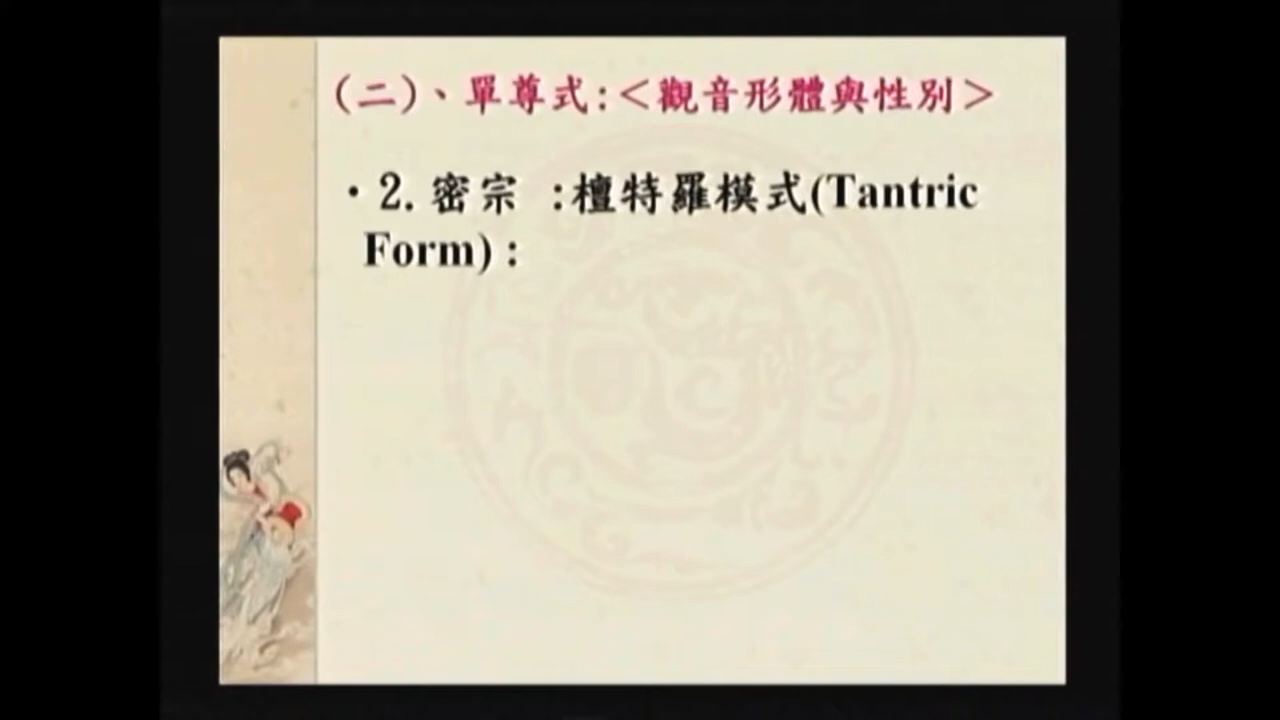 (二)、單尊式:<觀音形體與性別>
• 2. 密宗 :檀特羅模式(Tantric
Form) :